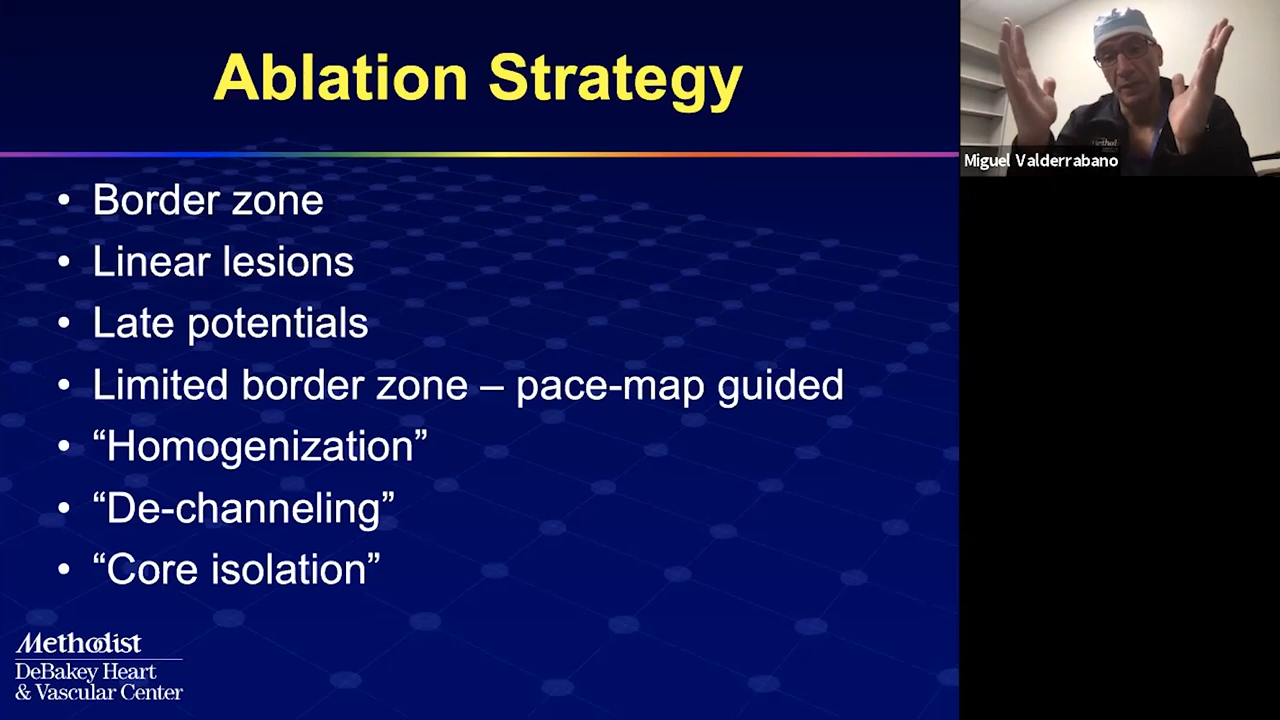 Ablation Strategy
• Border zone
• Linear lesions
• Late potentials
• Limited border zone – pace-map guided
• “Homogenization”
• “De-channeling”
• “Core isolation”
Methodist
DeBakey Heart
& Vascular Center
Miguel Valderrabano